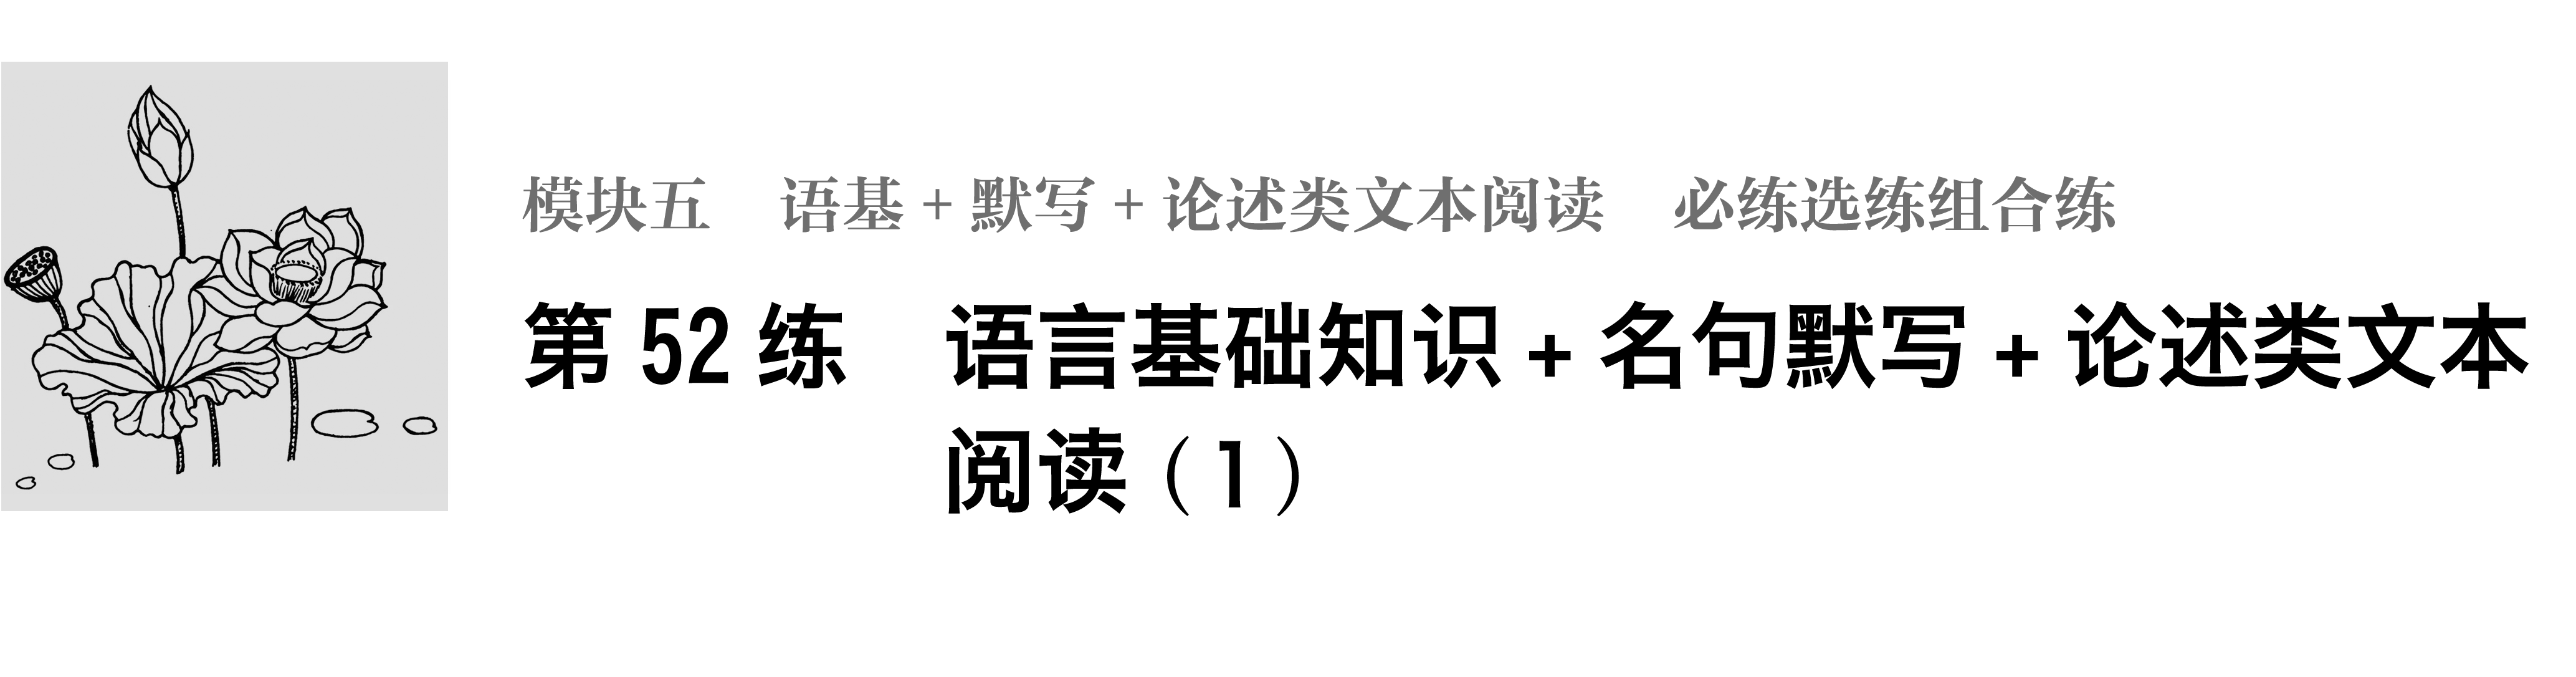 模块五 语基+默写+论述类文本阅读 必练选练组合练
第52练 语言基础知识+名句默写+论述类文本
阅读(1)